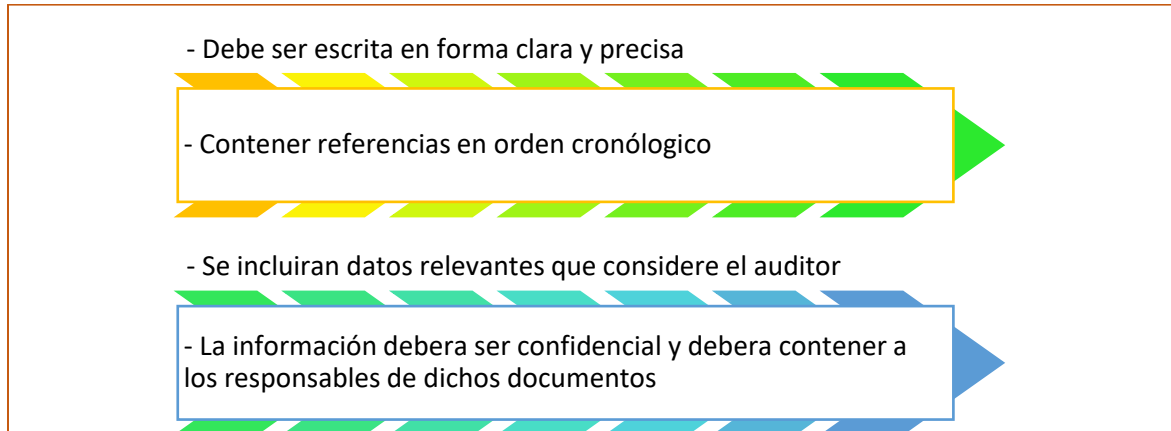 - Debe ser escrita en forma clara y precisa
- Contener referencias en orden cronólogico
- Se incluiran datos relevantes que considere el auditor
- La información debera ser confidencial y debera contener a
los responsables de dichos documentos